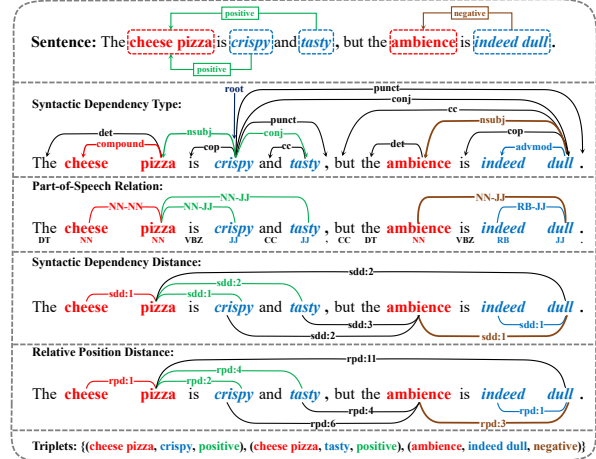 positive negative
Sentence: The cheese pizza is crispy and tasty, but the ambience is indeed dull.
positive
root punct
Syntactic Dependency Type: conj
cc
det nsubj punct conj nsubj
compound cop cc det cop advmod
The cheese pizza is crispy and tasty, but the ambience is indeed dull .
Part-of-Speech Relation:
NN-JJ NN-JJ
NN-NN NN-JJ RB-JJ
The cheese pizza is crispy and tasty, but the ambience is indeed dull .
DT NN NN VBZ JJ CC JJ , CC DT NN VBZ RB JJ .
Syntactic Dependency Distance:
sdd:2
sdd:2
sdd:1 sdd:1
The cheese pizza is crispy and tasty, but the ambience is indeed dull .
sdd:3 sdd:1
sdd:2 sdd:1
Relative Position Distance:
rpd:11
rpd:4
rpd:1 rpd:2
The cheese pizza is crispy and tasty, but the ambience is indeed dull .
rpd:4 rpd:1
rpd:6 rpd:3
Triplets: {(cheese pizza, crispy, positive), (cheese pizza, tasty, positive), (ambience, indeed dull, negative)}